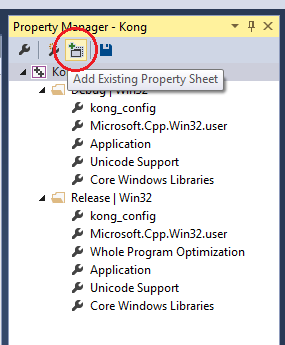 Property Manager - Kong
Ko
Add Existing Property Sheet
Debug | Win32
kong_config
Microsoft.Cpp.Win32.user
Application
Unicode Support
Core Windows Libraries
Release | Win32
kong_config
Microsoft.Cpp.Win32.user
Whole Program Optimization
Application
Unicode Support
Core Windows Libraries